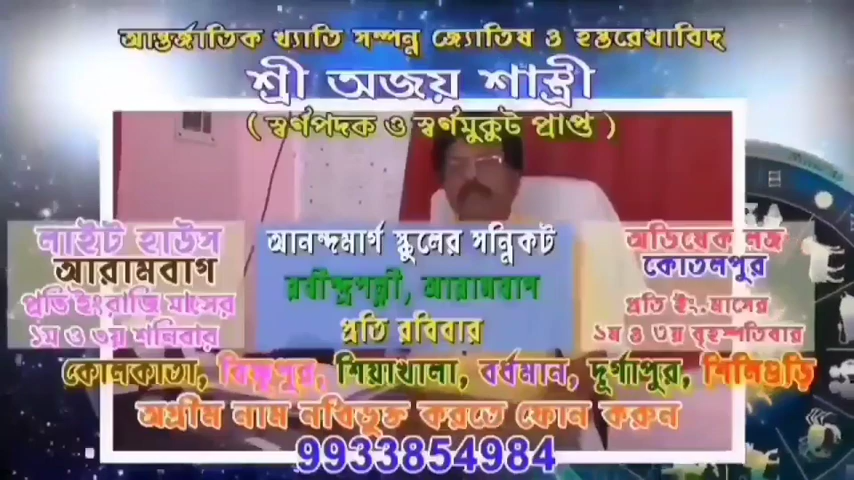 আন্তর্জাতিক খ্যাতি সম্পন্ন জ্যোতিষ ও হস্তরেখাবিদ্
শ্রী অজয় শাস্ত্রী
( স্বর্ণপদক ও স্বর্ণমুকুট প্রাপ্ত )
লাইট হাউস
আরামবাগ
প্রতি ইংরাজি মাসের
১ম ও ৩য় শনিবার
আনন্দমার্গ স্কুলের সন্নিকট
রবীন্দ্রপল্লী, আরামবাগ
প্রতি রবিবার
অভিষেক লজ
কোতলপুর
প্রতি ইং..মাসের
১ম ও ৩য় বৃহস্পতিবার
কোলকাতা, বিষ্ণুপুর, শিয়াখালা, বর্ধমান, দূর্গাপুর, শিলিগুড়ি
অগ্রীম নাম নথিভুক্ত করতে ফোন করুন
9933854984